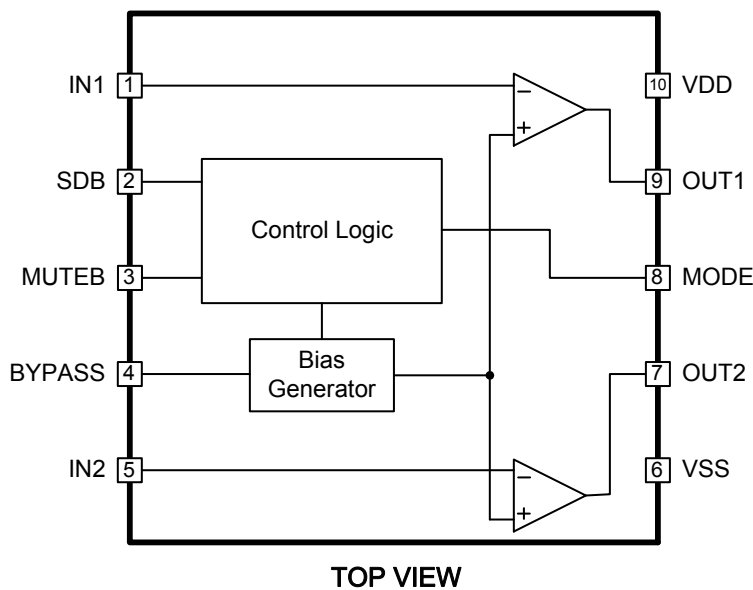 IN1 1
10 VDD
SDB 2
9 OUT1
Control Logic
MUTEB 3
8 MODE
BYPASS 4
Bias
Generator
7 OUT2
IN2 5
6 VSS
− +
− +
TOP VIEW